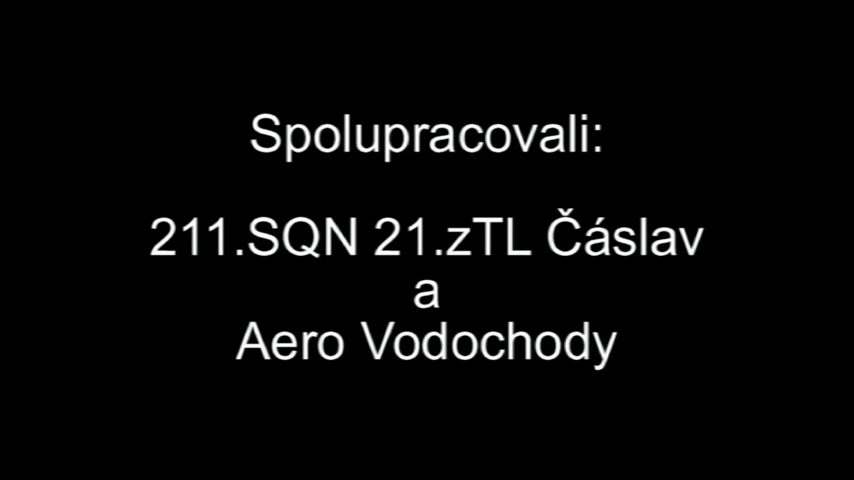 Spolupracovali:
211.SQN 21.zTL Čáslav
a
Aero Vodochody